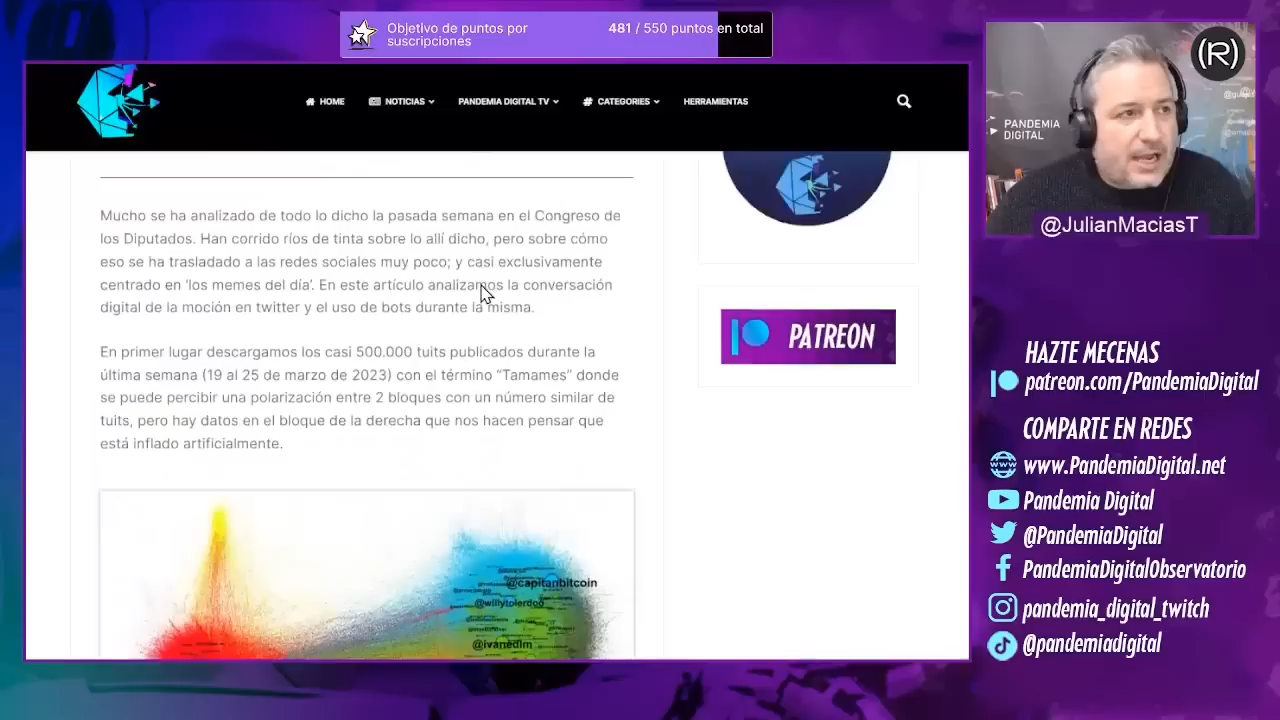 Objetivo de puntos por
suscripciones
481 / 550 puntos en total
HOME
NOTICIAS
PANDEMIA DIGITAL TV
CATEGORIES
HERRAMIENTAS
Mucho se ha analizado de todo lo dicho la pasada semana en el Congreso de
los Diputados. Han corrido ríos de tinta sobre lo allí dicho, pero sobre cómo
eso se ha trasladado a las redes sociales muy poco; y casi exclusivamente
centrado en 'los memes del día'. En este artículo analizamos la conversación
digital de la moción en twitter y el uso de bots durante la misma.
En primer lugar descargamos los casi 500.000 tuits publicados durante la
última semana (19 al 25 de marzo de 2023) con el término "Tamames" donde
se puede percibir una polarización entre 2 bloques con un número similar de
tuits, pero hay datos en el bloque de la derecha que nos hacen pensar que
está inflado artificialmente.
@capitanbitcoin
@willytolerdoo
@ivanedlm
PATREON
(R)
PANDEMIA
DIGITAL
@JulianMaciasT
HAZTE MECENAS
patreon.com/PandemiaDigital
COMPARTE EN REDES
www.PandemiaDigital.net
Pandemia Digital
@PandemiaDigital
PandemiaDigitalObservatorio
pandemia_digital_twitch
@pandemiadigital